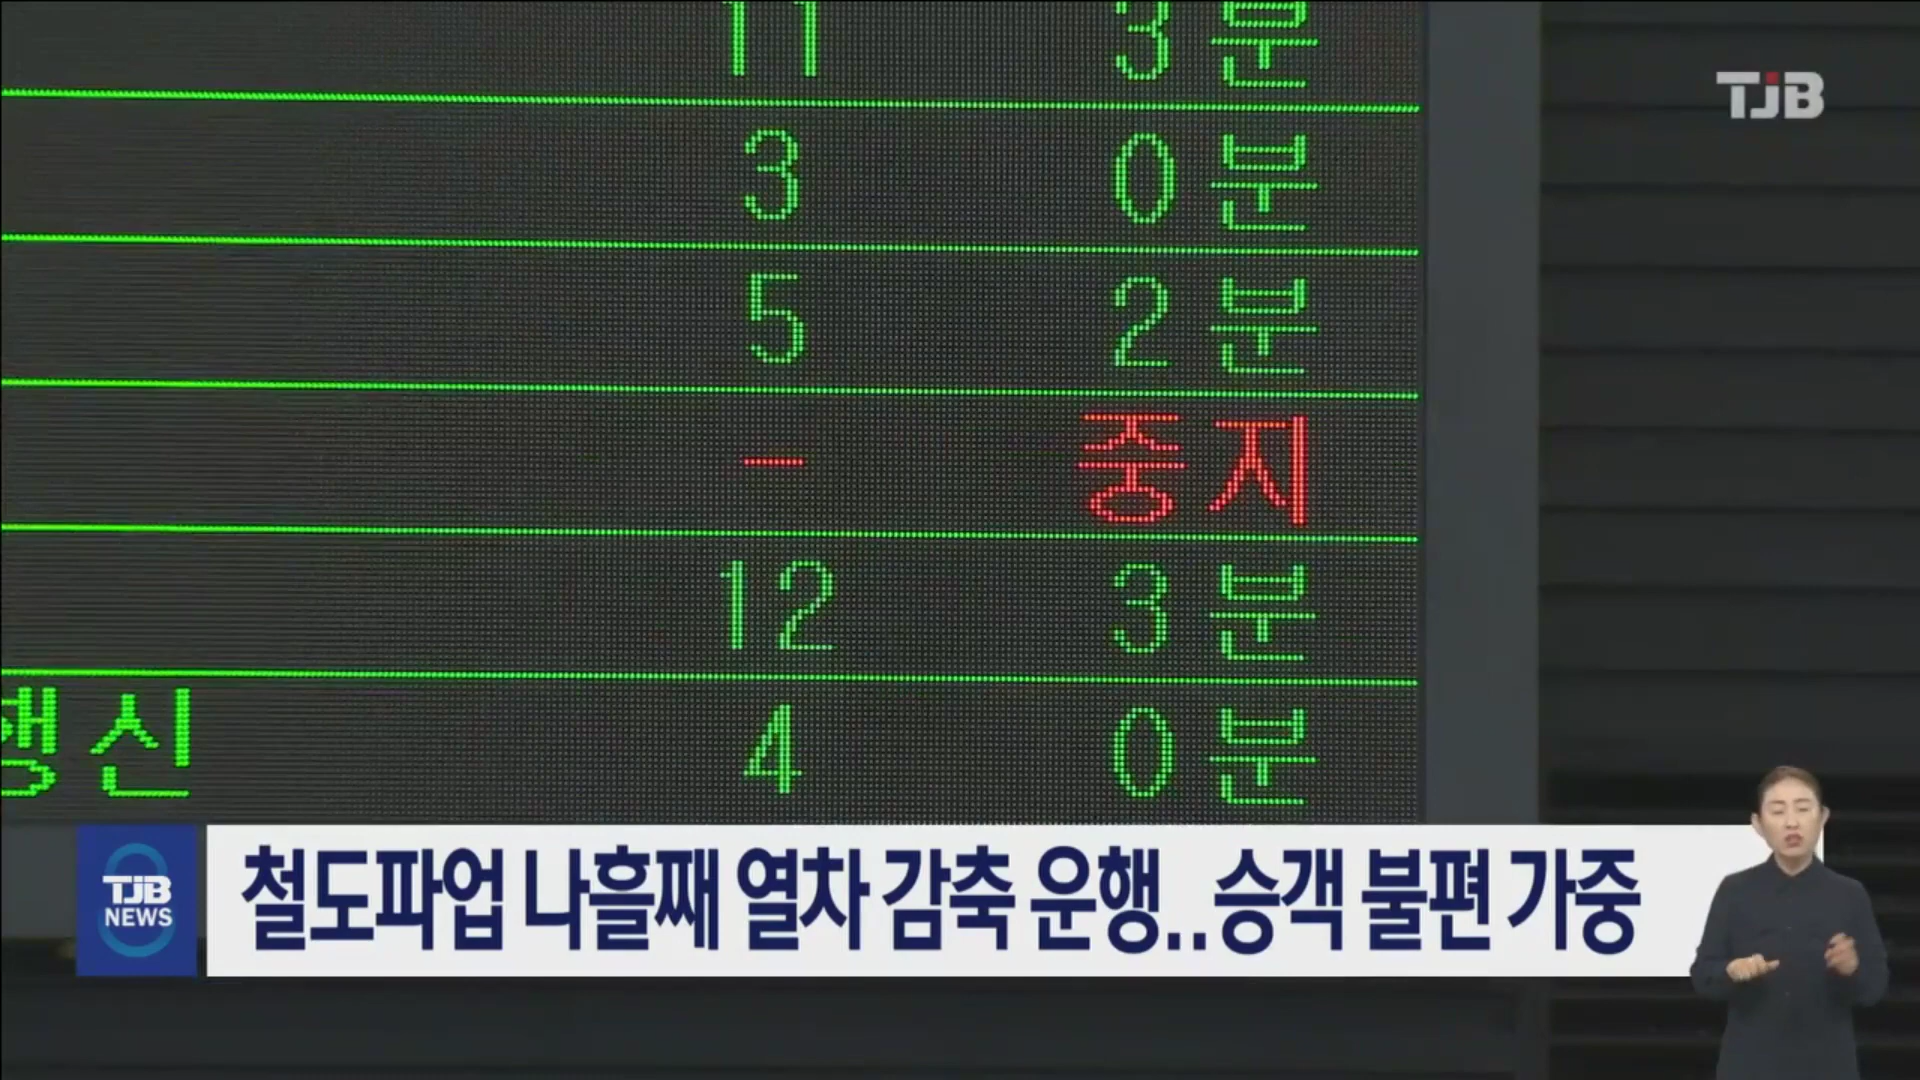 11 3분
TJB
3 0분
5 2분
- 중지
12 3분
행신 4 0분
TJB NEWS
철도파업 나흘째 열차 감축 운행.. 승객 불편 가중